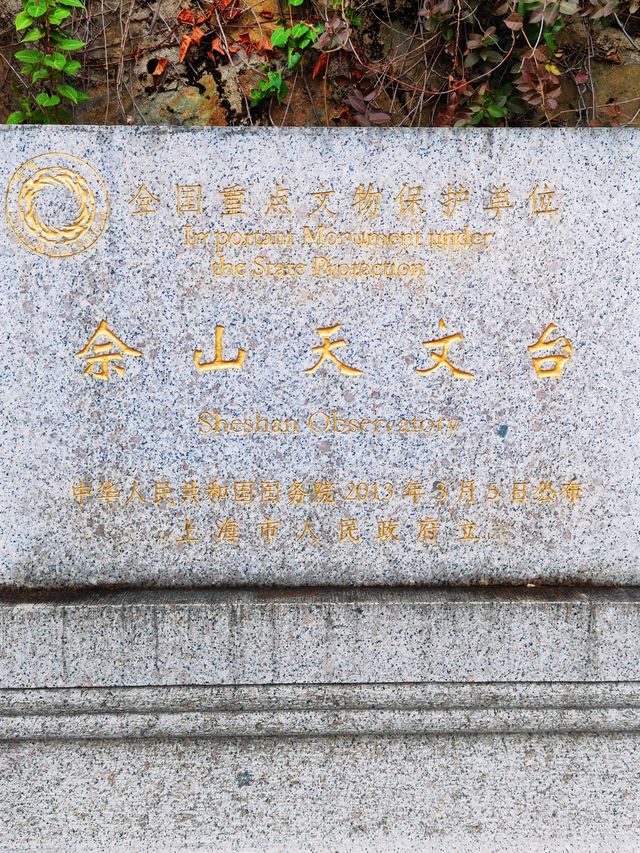 全国重点文物保护单位
Important Monument under
the State Protection
佘山天文台
Sheshan Observatory
中华人民共和国国务院2013年3月5日公布
上海市人民政府立